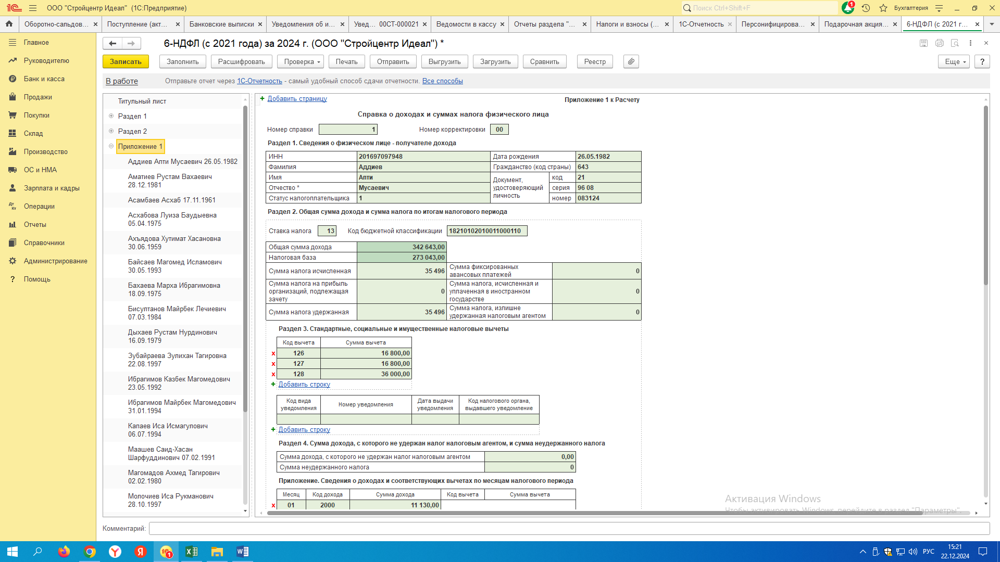 ООО "Стройцентр Идеал" (1С:Предприятие)
Поиск Ctrl+Shift+F
1
Бухгалтерия
Оборотно-сальдов...
Поступление (акт...
Банковские выписки
Уведомления об и...
Увед... 00СТ-000021
Ведомости в кассу
Отчеты раздела "...
Налоги и взносы (...
1С-Отчетность
Персонифицирова...
Подарочная акция...
6-НДФЛ (с 2021 г...
Главное
Руководителю
Банк и касса
Продажи
Покупки
Склад
Производство
ОС и НМА
Зарплата и кадры
Операции
Отчеты
Справочники
Администрирование
? Помощь
6-НДФЛ (с 2021 года) за 2024 г. (ООО "Стройцентр Идеал") *
Записать Заполнить Расшифровать Проверка Печать Отправить Выгрузить Загрузить Сравнить Реестр Еще ?
В работе Отправьте отчет через 1С-Отчетность - самый удобный способ сдачи отчетности. Все способы
Титульный лист
Раздел 1
Раздел 2
Приложение 1
Аддиев Апти Мусаевич 26.05.1982
Аматиев Рустам Вахаевич
28.12.1981
Асамбаев Асхаб 17.11.1961
Асхабова Луиза Баудыевна
05.04.1975
Ахъядова Хутимат Хасановна
30.06.1959
Байсаев Магомед Исламович
30.05.1993
Бахаева Марха Ибрагимовна
18.09.1975
Бисултанов Майрбек Лечиевич
07.03.1984
Дыхаев Рустам Нурдинович
16.09.1979
Зубайраева Зулихан Тагировна
22.08.1997
Ибрагимов Казбек Магомедович
23.05.1992
Ибрагимов Майрбек Магомедович
31.01.1994
Капаев Иса Исмагулович
06.07.1994
Маашев Саид-Хасан
Шарфуддинович 07.02.1991
Магомадов Ахмед Тагирович
02.02.1980
Молочиев Иса Рукманович
28.10.1997
+ Добавить страницу
Приложение 1 к Расчету
Справка о доходах и суммах налога физического лица
Номер справки 1 Номер корректировки 00
Раздел 1. Сведения о физическом лице - получателе дохода
ИНН 201697097948 Дата рождения 26.05.1982
Фамилия Аддиев Гражданство (код страны) 643
Имя Апти Документ, удостоверяющий личность код 21
Отчество * Мусаевич серия 96 08
Статус налогоплательщика 1 номер 083124
Раздел 2. Общая сумма дохода и сумма налога по итогам налогового периода
Ставка налога 13 Код бюджетной классификации 18210102010011000110
Общая сумма дохода 342 643,00
Налоговая база 273 043,00
Сумма налога исчисленная 35 496 Сумма фиксированных авансовых платежей 0
Сумма налога на прибыль организаций, подлежащая зачету 0 Сумма налога, исчисленная и уплаченная в иностранном государстве 0
Сумма налога удержанная 35 496 Сумма налога, излишне удержанная налоговым агентом 0
Раздел 3. Стандартные, социальные и имущественные налоговые вычеты
Код вычета Сумма вычета
x 126 16 800,00
x 127 16 800,00
x 128 36 000,00
+ Добавить строку
Код вида уведомления Номер уведомления Дата выдачи уведомления Код налогового органа, выдавшего уведомление
+ Добавить строку
Раздел 4. Сумма дохода, с которого не удержан налог налоговым агентом, и сумма неудержанного налога
Сумма дохода, с которого не удержан налог налоговым агентом 0,00
Сумма неудержанного налога 0
Приложение. Сведения о доходах и соответствующих вычетах по месяцам налогового периода
Месяц Код дохода Сумма дохода Код вычета Сумма вычета
x 01 2000 11 130,00
Активация Windows
Чтобы активировать Windows, перейдите в раздел "Параметры".
Комментарий:
РУС
15:21
22.12.2024